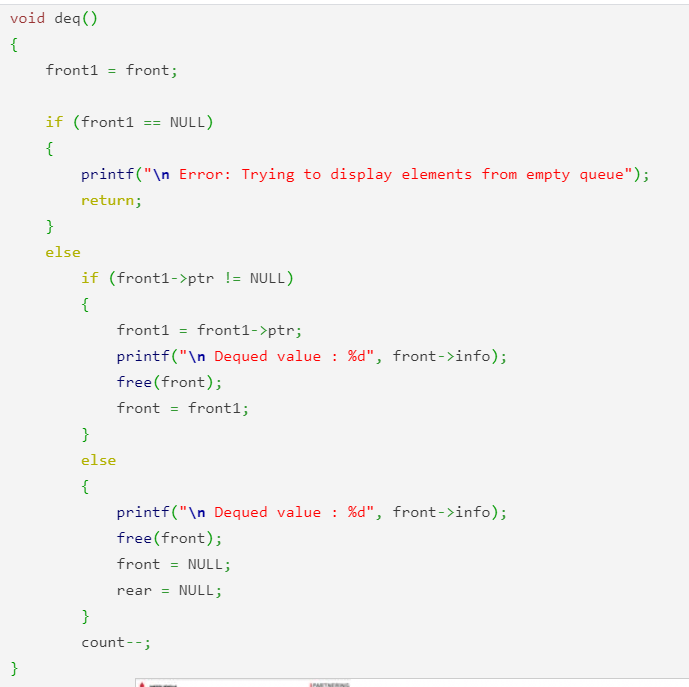 void deq()
{
    front1 = front;

    if (front1 == NULL)
    {
        printf("\n Error: Trying to display elements from empty queue");
        return;
    }
    else
        if (front1->ptr != NULL)
        {
            front1 = front1->ptr;
            printf("\n Dequed value : %d", front->info);
            free(front);
            front = front1;
        }
        else
        {
            printf("\n Dequed value : %d", front->info);
            free(front);
            front = NULL;
            rear = NULL;
        }
        count--;
}